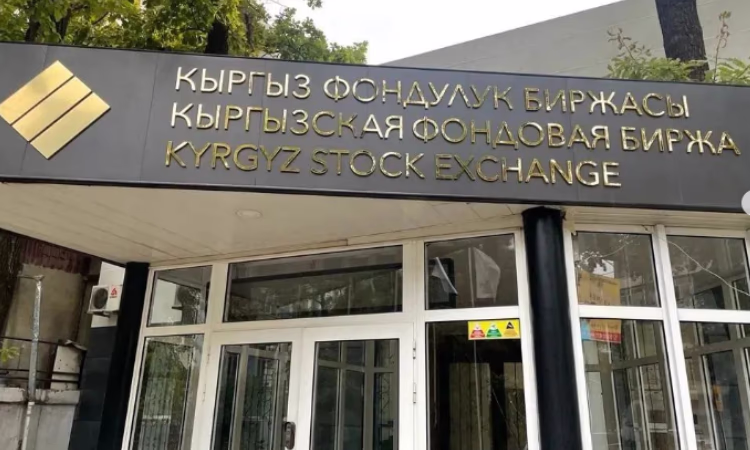 КЫРГЫЗ ФОНДУЛУК БИРЖАСЫ
КЫРГЫЗСКАЯ ФОНДОВАЯ БИРЖА
KYRGYZ STOCK EXCHANGE